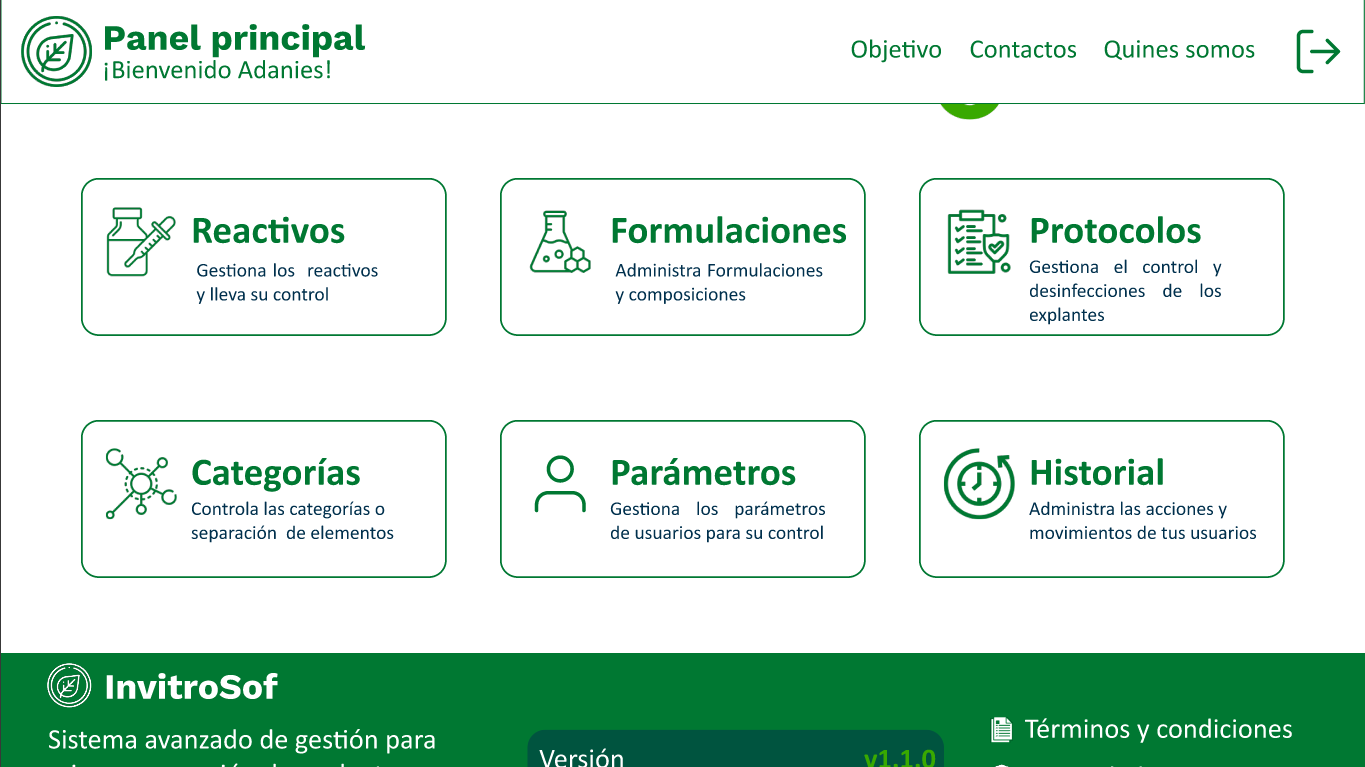 Panel principal
¡Bienvenido Adanies!
Objetivo
Contactos
Quines somos
Reactivos
Gestiona los reactivos
y lleva su control
Formulaciones
Administra Formulaciones
y composiciones
Protocolos
Gestiona el control y
desinfecciones de los
explantes
Categorías
Controla las categorías o
separación de elementos
Parámetros
Gestiona los parámetros
de usuarios para su control
Historial
Administra las acciones y
movimientos de tus usuarios
InvitroSof
Sistema avanzado de gestión para
Versión
v1.1.0
Términos y condiciones